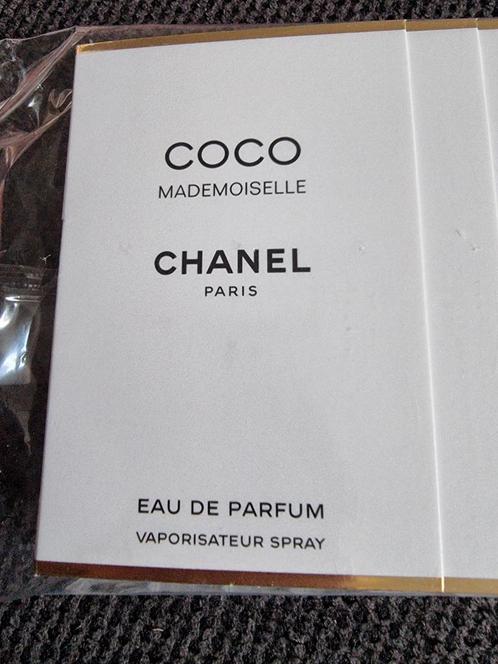 COCO
MADEMOISELLE
CHANEL
PARIS
EAU DE PARFUM
VAPORISATEUR SPRAY